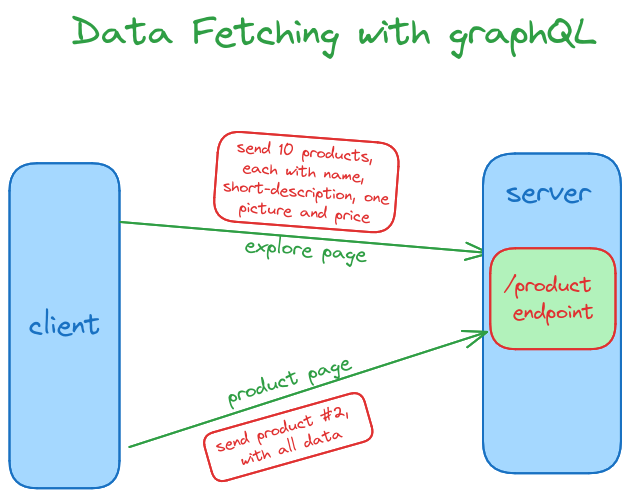 Data Fetching with graphQL
send 10 products,
each with name,
short-description, one
picture and price
explore page
server
/product
endpoint
client
product page
send product #2,
with all data